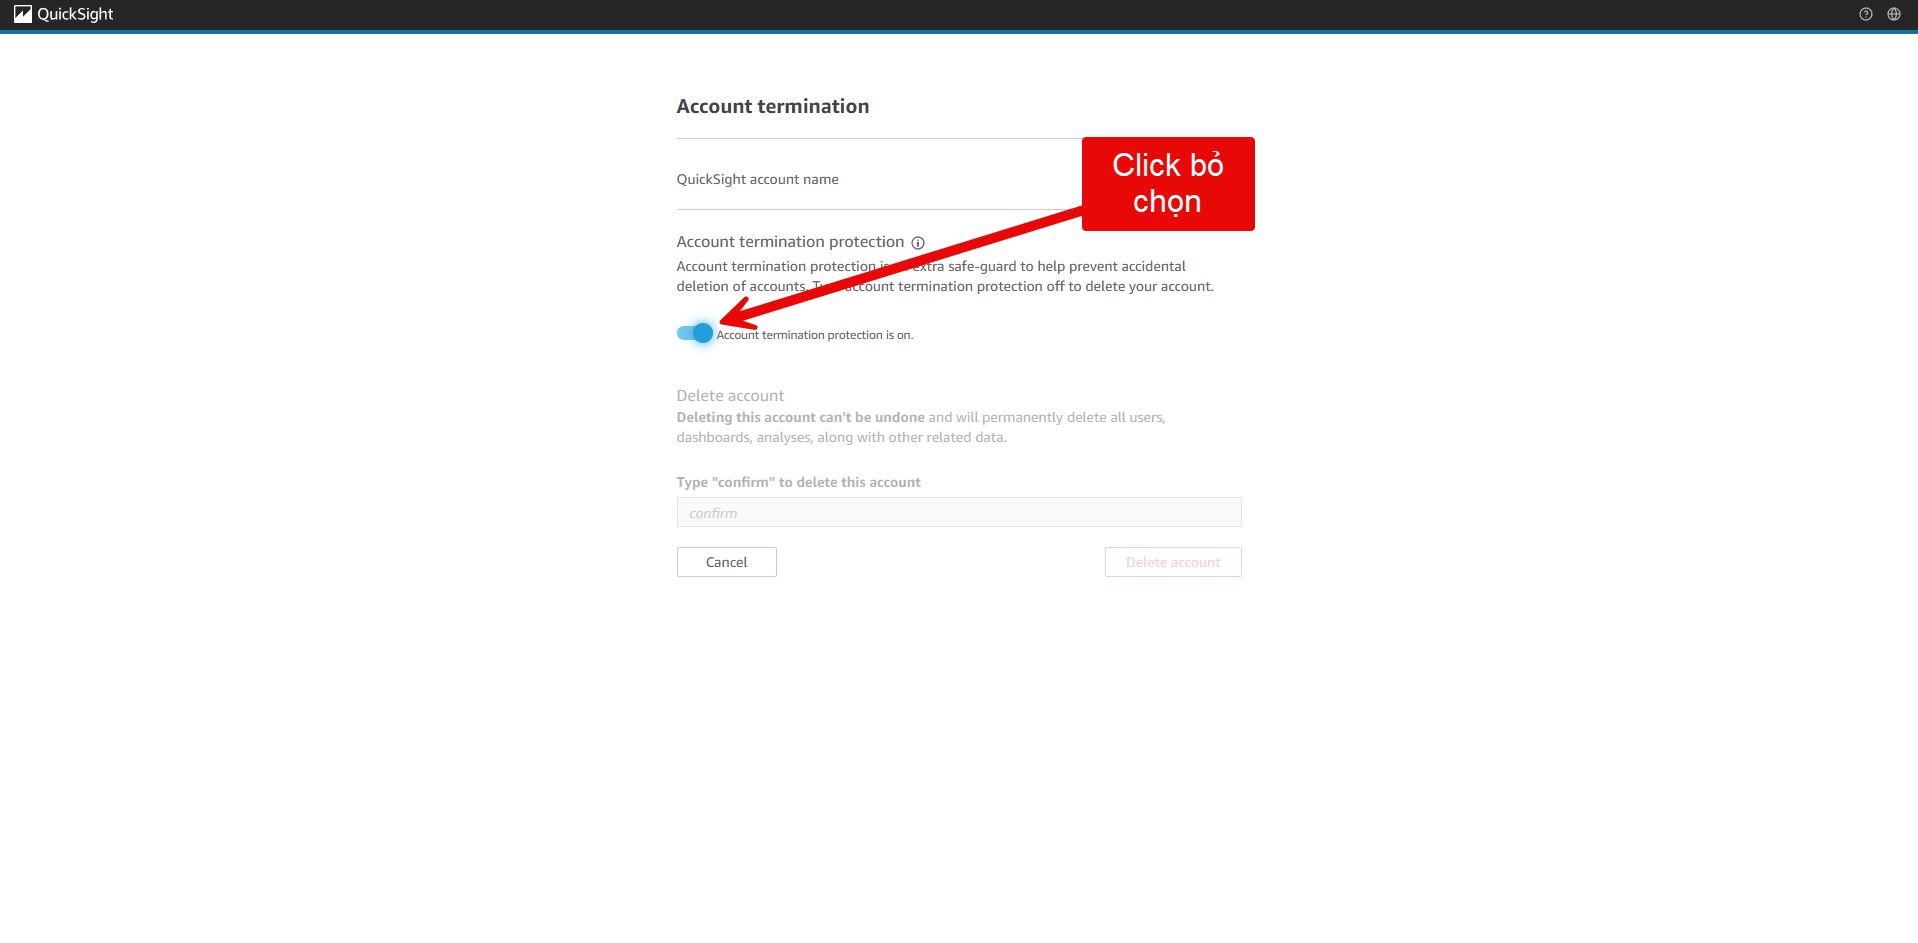 QuickSight
Account termination
Click bỏ
chọn
QuickSight account name
Account termination protection
Account termination protection is extra safe-guard to help prevent accidental
deletion of accounts. account termination protection off to delete your account.
Account termination protection is on.
Delete account
Deleting this account can't be undone and will permanently delete all users,
dashboards, analyses, along with other related data.
Type "confirm" to delete this account
confirm
Cancel
Delete account